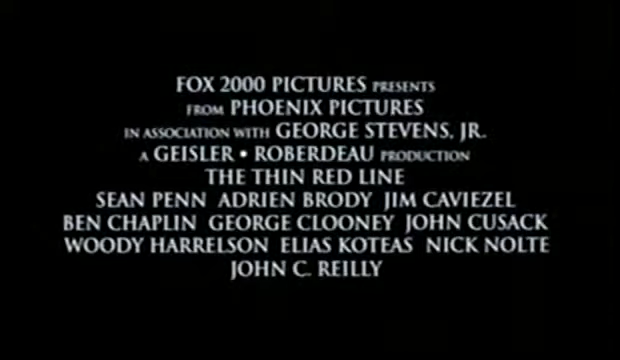 FOX 2000 PICTURES PRESENTS
FROM PHOENIX PICTURES
IN ASSOCIATION WITH GEORGE STEVENS, JR.
A GEISLER • ROBERDEAU PRODUCTION
THE THIN RED LINE
SEAN PENN ADRIEN BRODY JIM CAVIEZEL
BEN CHAPLIN GEORGE CLOONEY JOHN CUSACK
WOODY HARRELSON ELIAS KOTEAS NICK NOLTE
JOHN C. REILLY